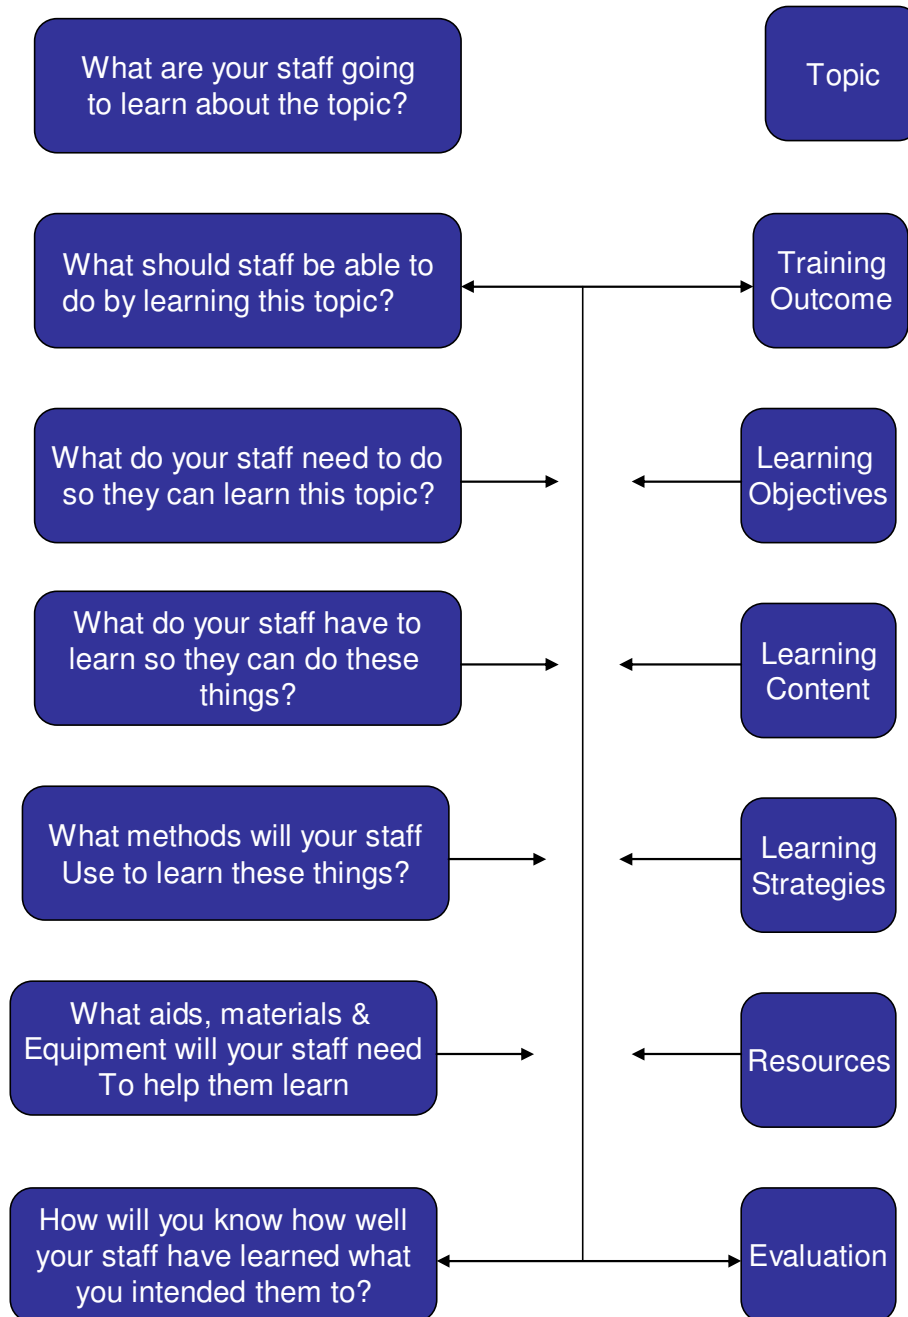 What are your staff going
to learn about the topic?
Topic
What should staff be able to
do by learning this topic?
Training
Outcome
What do your staff need to do
so they can learn this topic?
Learning
Objectives
What do your staff have to
learn so they can do these
things?
Learning
Content
What methods will your staff
Use to learn these things?
Learning
Strategies
What aids, materials &
Equipment will your staff need
To help them learn
Resources
How will you know how well
your staff have learned what
you intended them to?
Evaluation